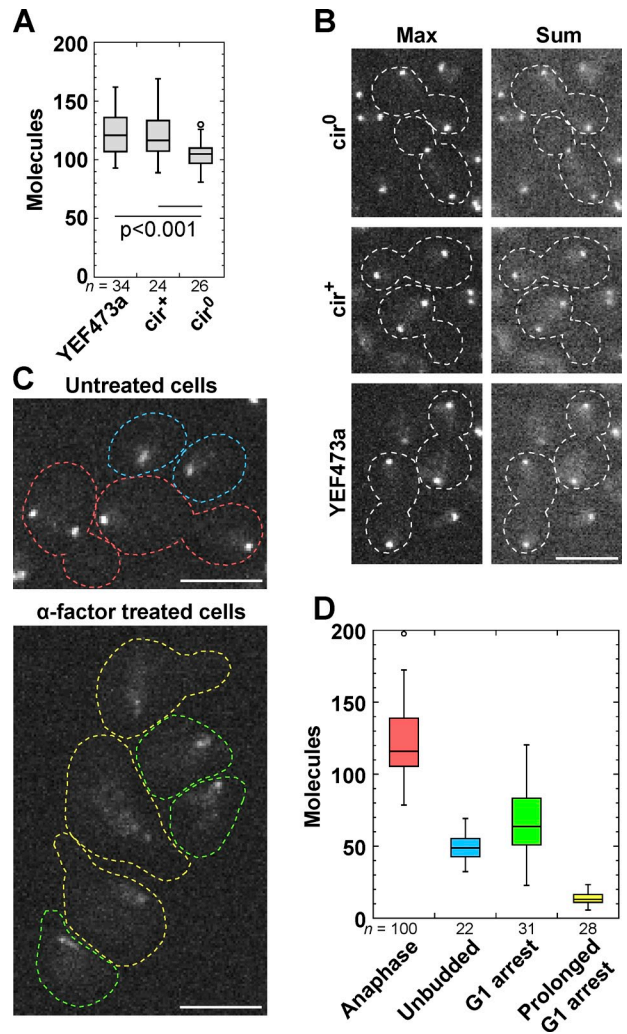 A
200
150
100
50
0
Molecules
p<0.001
n = 34 24 26
YEF473a
cir+
cir0
B
Max Sum
cir0
cir+
YEF473a
C
Untreated cells
α-factor treated cells
D
200
150
100
50
0
Molecules
n = 100 22 31 28
Anaphase
Unbudded
G1 arrest
Prolonged
G1 arrest